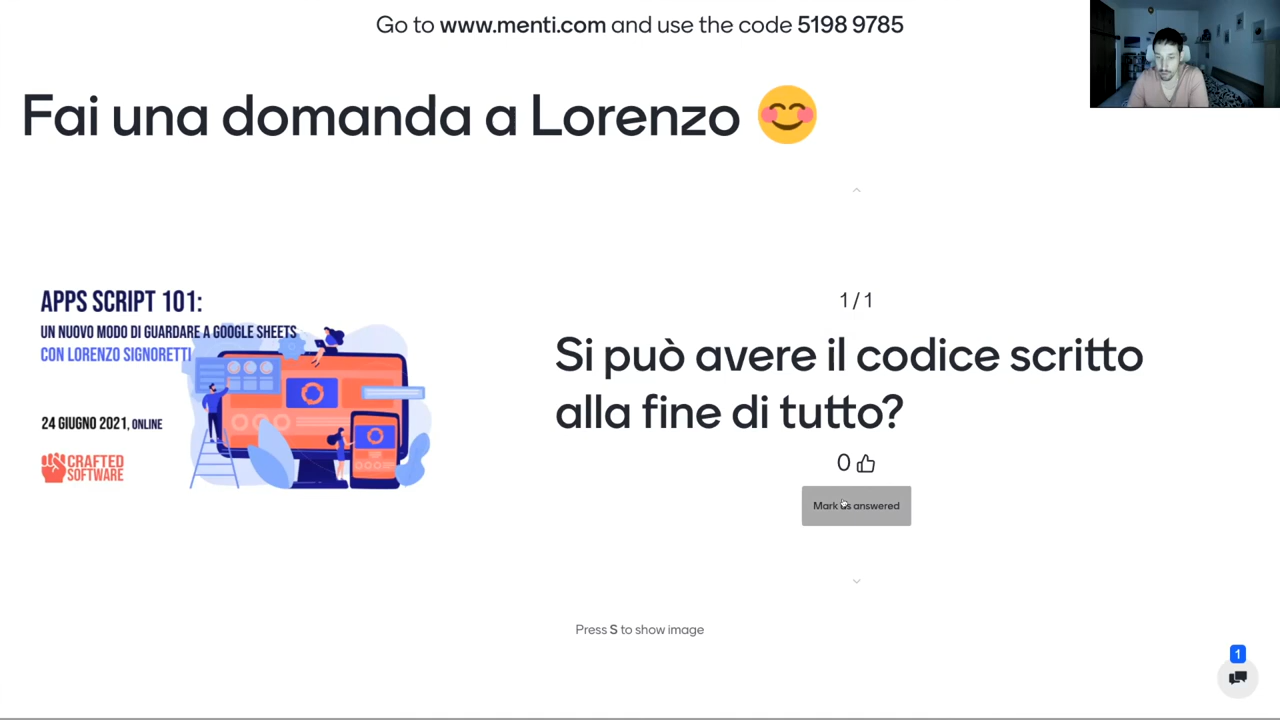 Go to www.menti.com and use the code 5198 9785
Fai una domanda a Lorenzo
APPS SCRIPT 101:
UN NUOVO MODO DI GUARDARE A GOOGLE SHEETS
CON LORENZO SIGNORETTI
24 GIUGNO 2021, ONLINE
CRAFTED
SOFTWARE
1 / 1
Si può avere il codice scritto
alla fine di tutto?
0
Mark as answered
Press S to show image
1